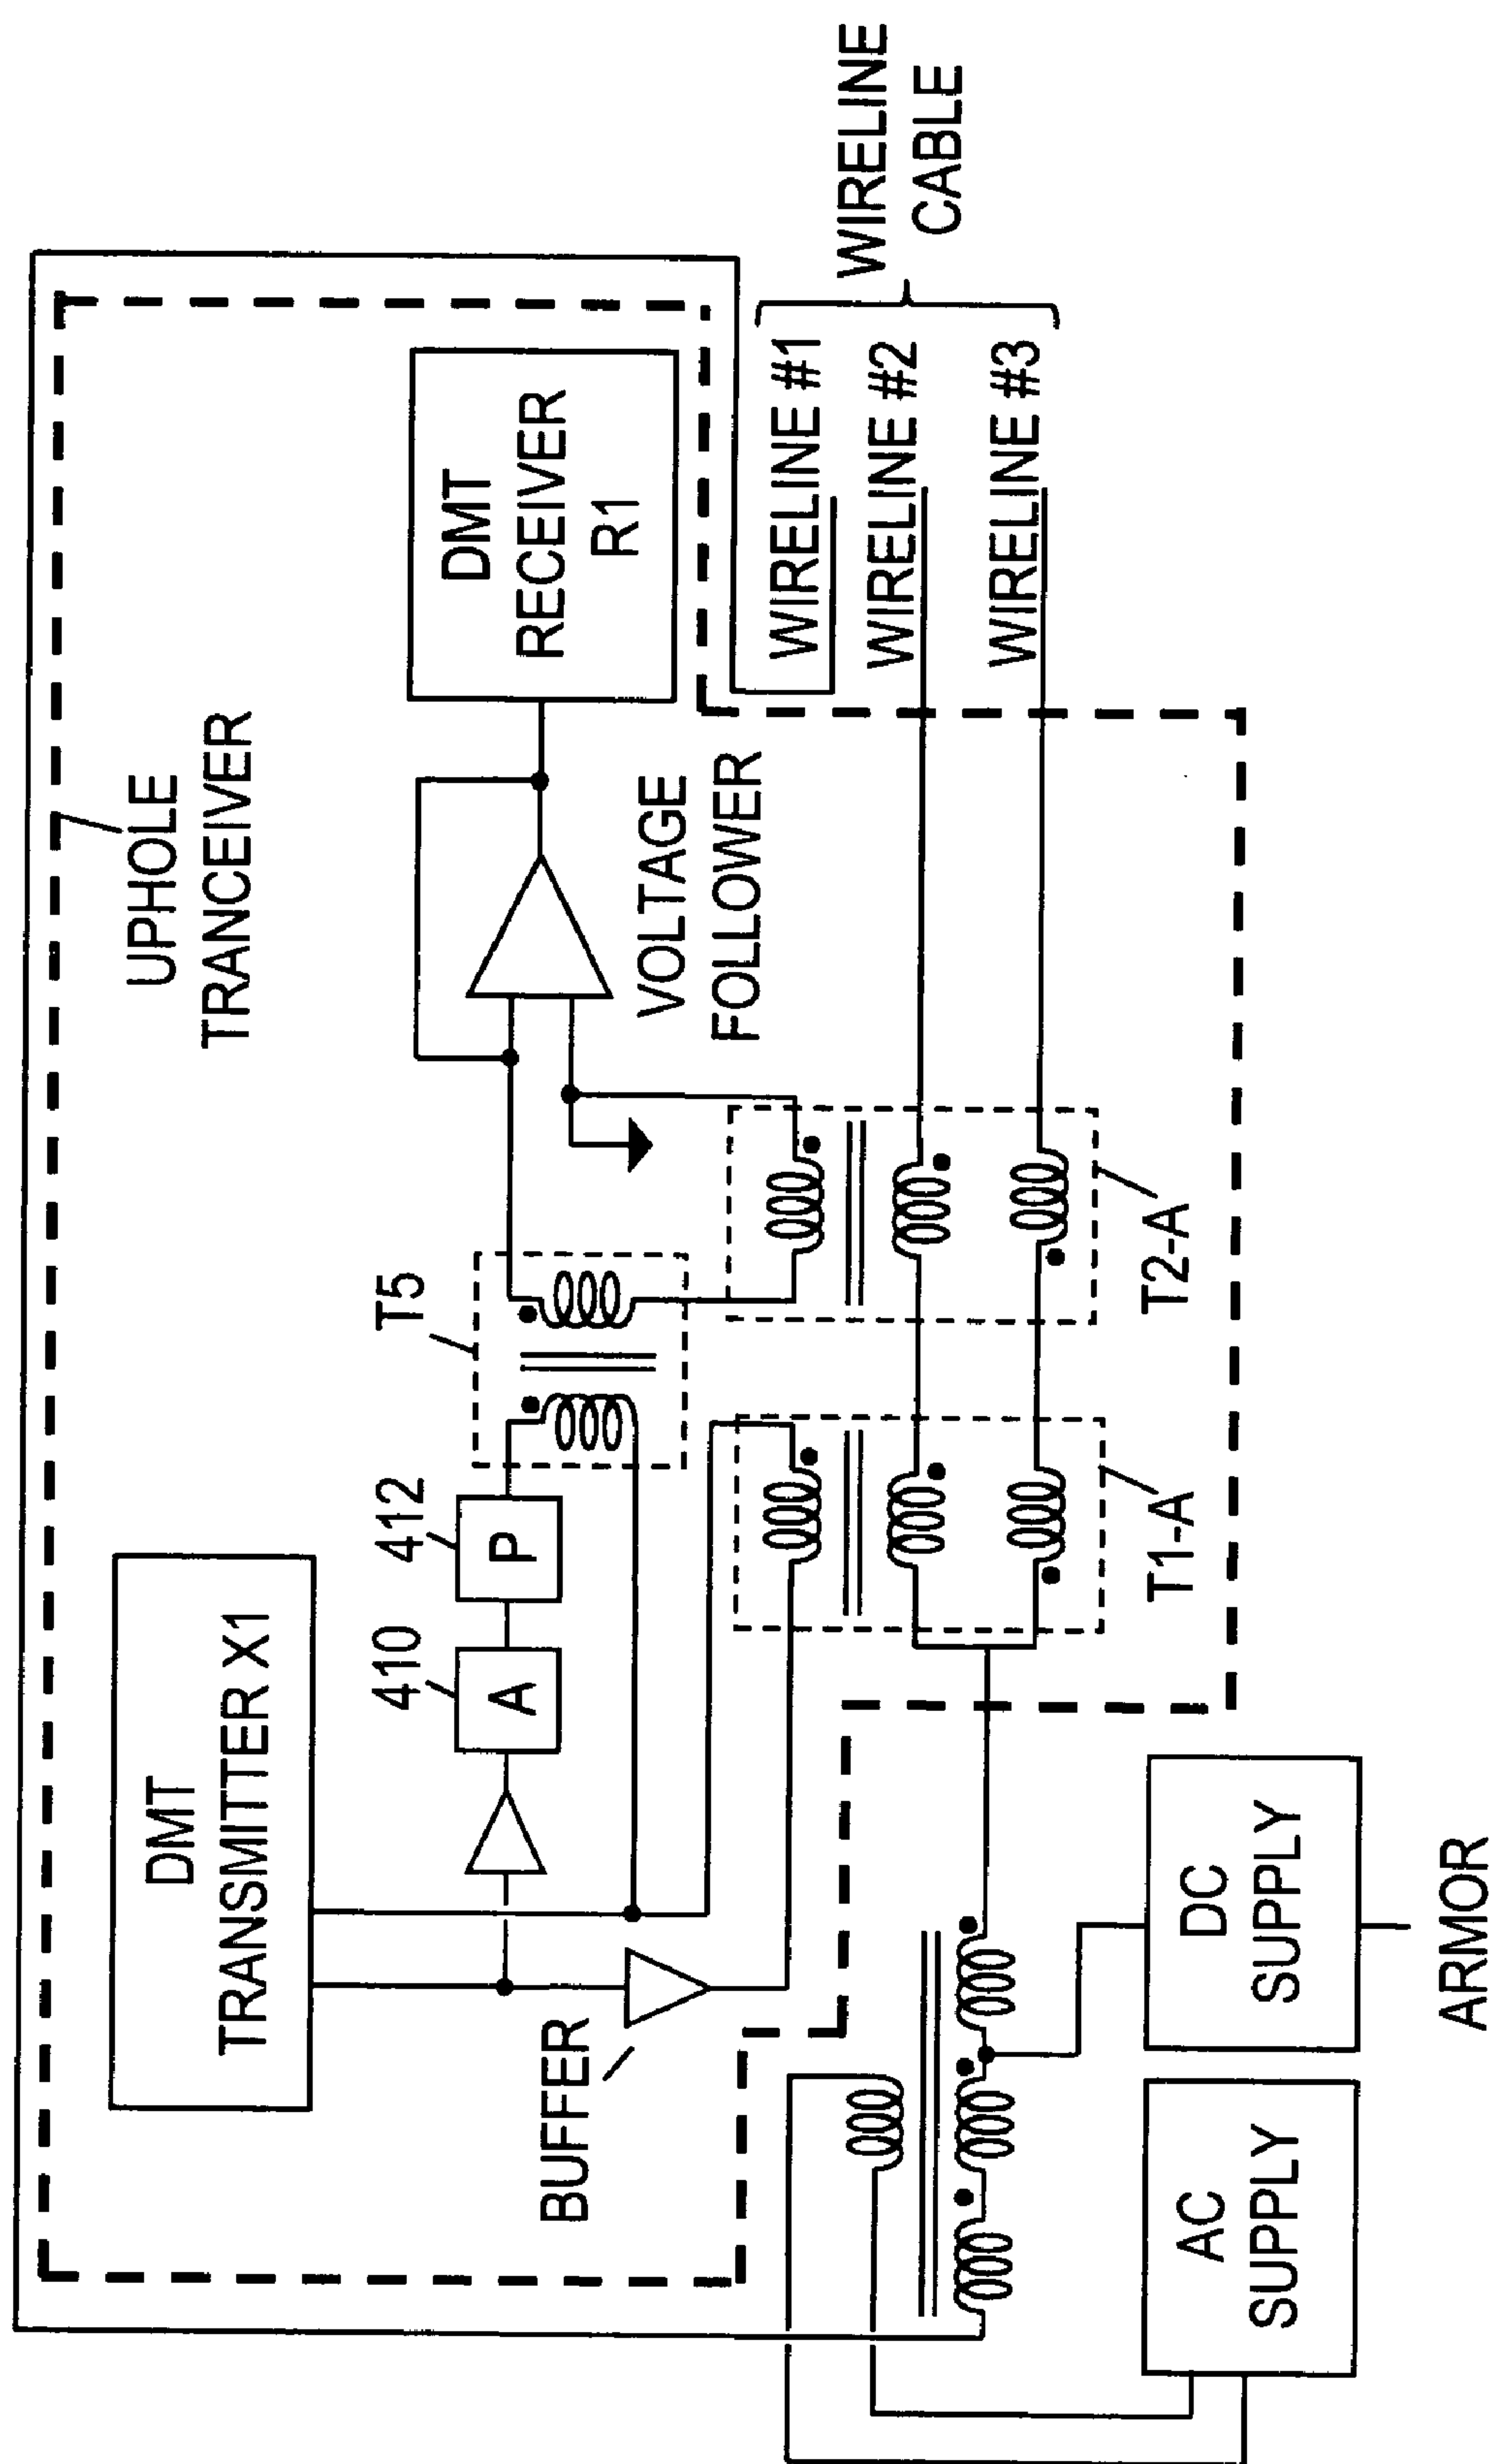 UPHOLE
TRANCEIVER
DMT
TRANSMITTER X1
410
412
A
P
T5
DMT
RECEIVER
R1
VOLTAGE
FOLLOWER
BUFFER
WIRELINE #1
WIRELINE #2
WIRELINE #3
WIRELINE
CABLE
T1-A
T2-A
AC
SUPPLY
DC
SUPPLY
ARMOR